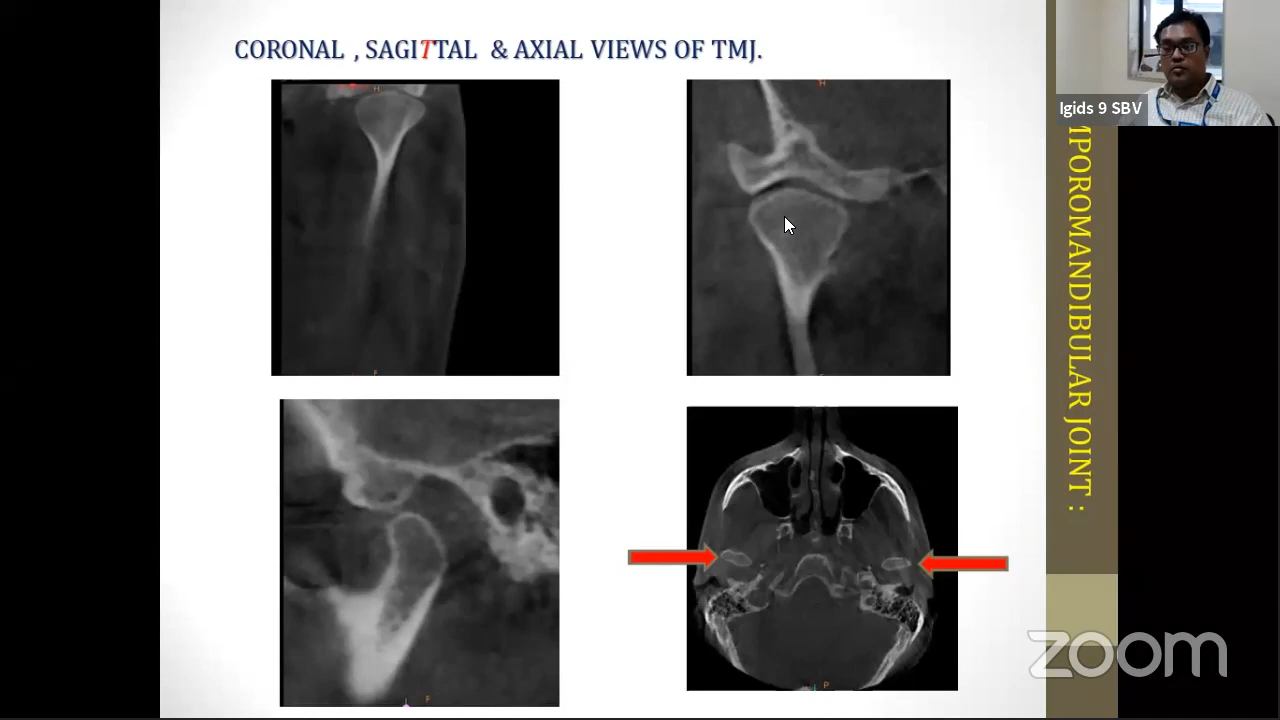 CORONAL , SAGITTAL & AXIAL VIEWS OF TMJ.
Igids 9 SBV
MPOROMANDIBULAR JOINT :
H
H
F
F
P
zoom